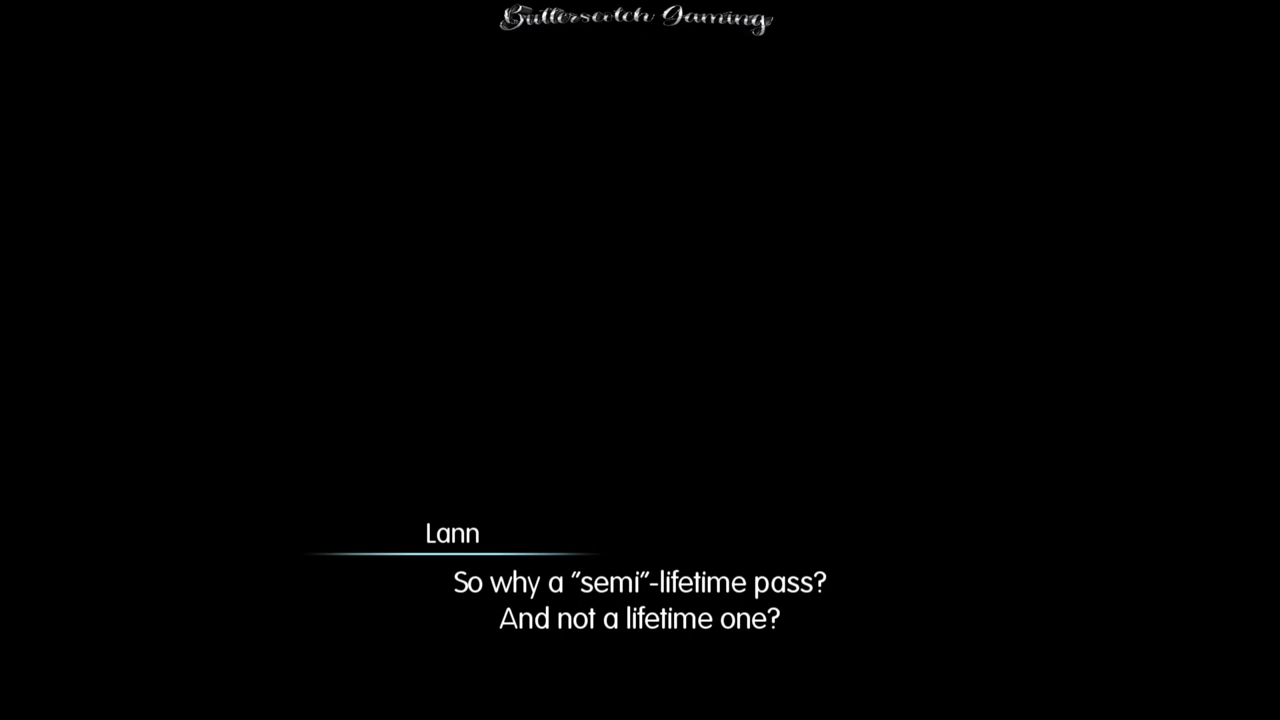 Butterscotch Gaming
Lann
So why a "semi"-lifetime pass?
And not a lifetime one?